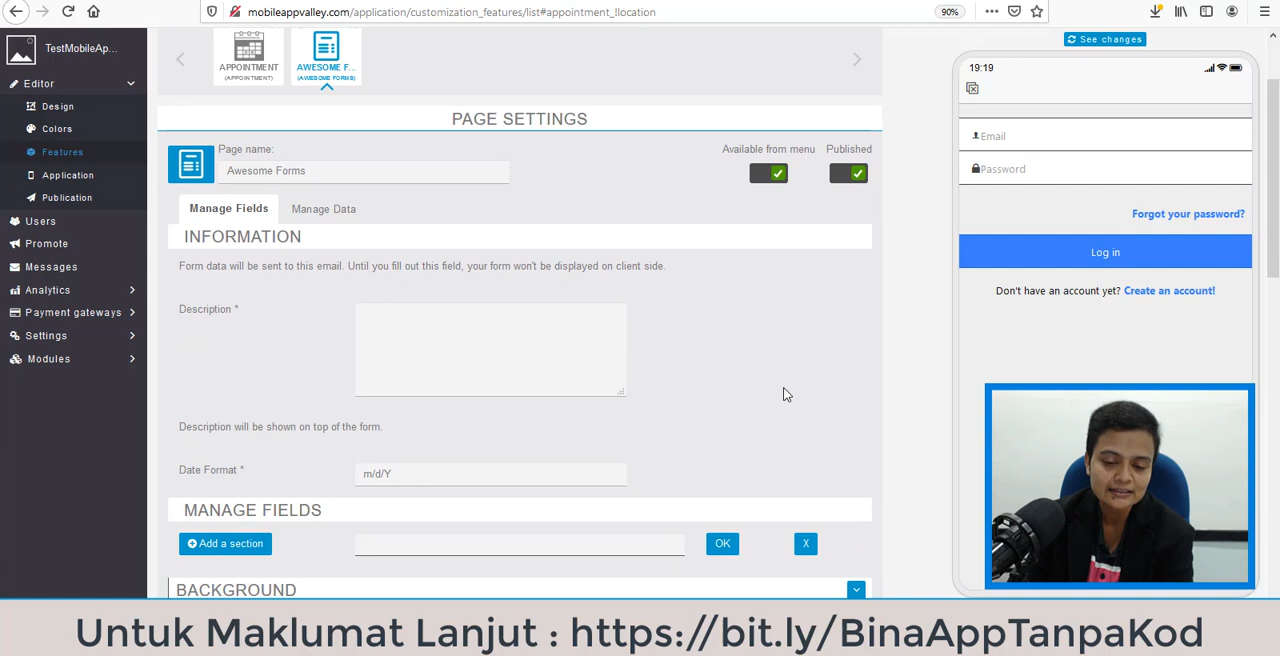 mobileappvalley.com/application/customization_features/list#appointment_llocation
90%
TestMobileAp...
Editor
Design
Colors
Features
Application
Publication
Users
Promote
Messages
Analytics
Payment gateways
Settings
Modules
APPOINTMENT
(APPOINTMENT)
AWESOME F...
(AWESOME FORMS)
PAGE SETTINGS
Page name:
Awesome Forms
Available from menu
Published
Manage Fields
Manage Data
INFORMATION
Form data will be sent to this email. Until you fill out this field, your form won't be displayed on client side.
Description *
Description will be shown on top of the form.
Date Format *
m/d/Y
MANAGE FIELDS
Add a section
OK
X
BACKGROUND
See changes
19:19
Email
Password
Forgot your password?
Log in
Don't have an account yet? Create an account!
Untuk Maklumat Lanjut : https://bit.ly/BinaAppTanpaKod